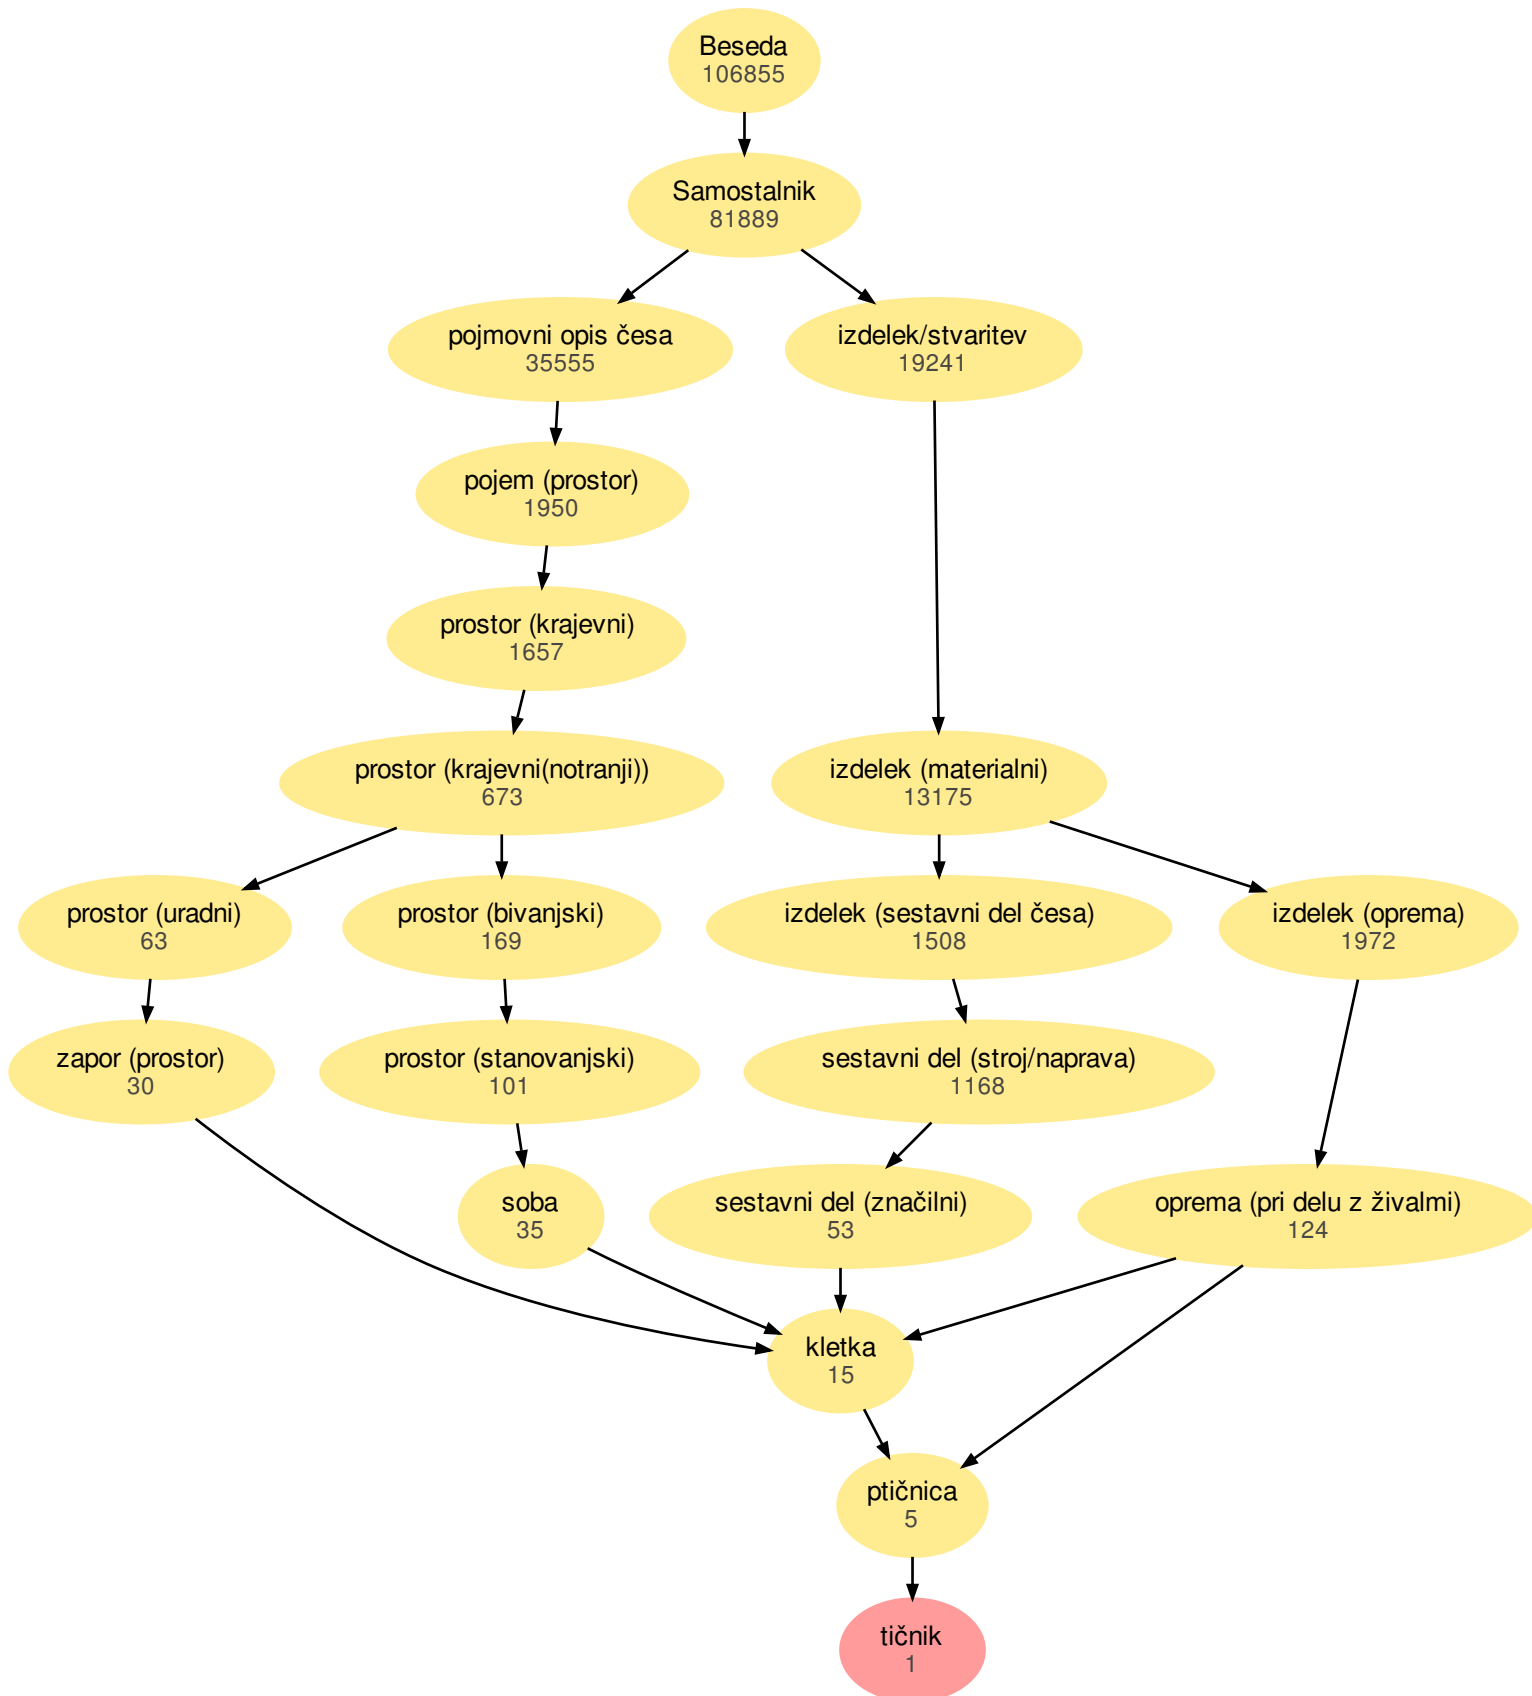 Beseda
106855
Samostalnik
81889
pojmovni opis česa
35555
izdelek/stvaritev
19241
pojem (prostor)
1950
prostor (krajevni)
1657
prostor (krajevni(notranji))
673
izdelek (materialni)
13175
prostor (uradni)
63
prostor (bivanjski)
169
izdelek (sestavni del česa)
1508
izdelek (oprema)
1972
zapor (prostor)
30
prostor (stanovanjski)
101
sestavni del (stroj/naprava)
1168
soba
35
sestavni del (značilni)
53
oprema (pri delu z živalmi)
124
kletka
15
ptičnica
5
tičnik
1